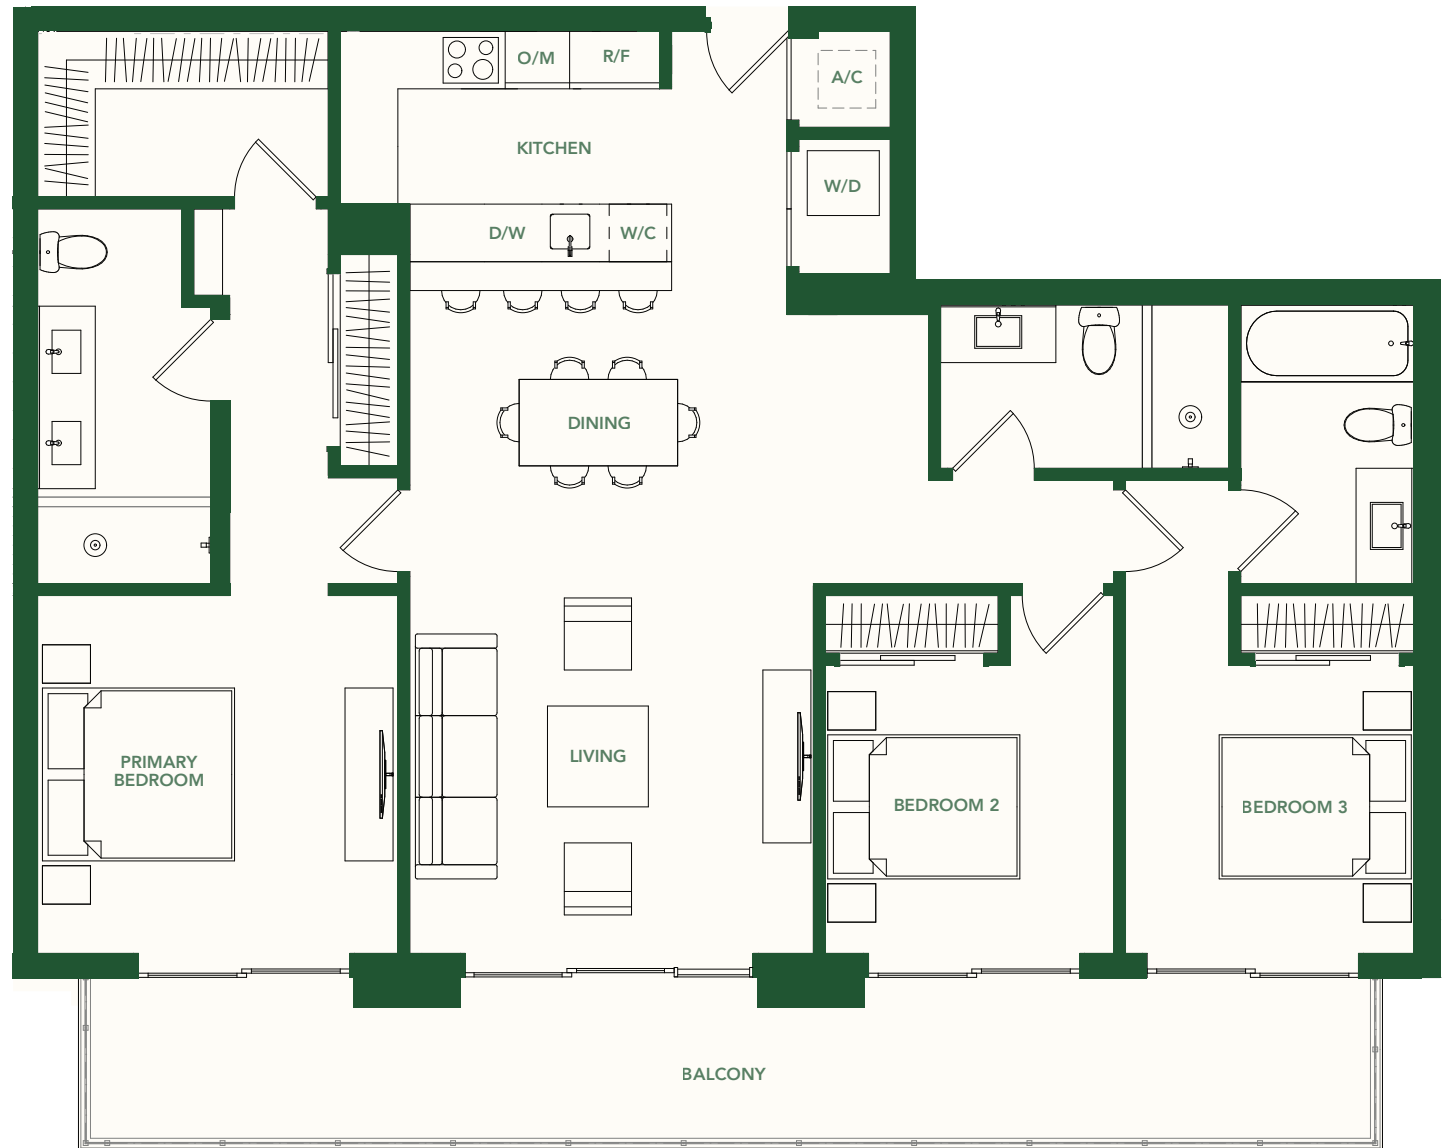 O/M
R/F
A/C
KITCHEN
W/D
D/W
W/C
DINING
PRIMARY
BEDROOM
LIVING
BEDROOM 2
BEDROOM 3
BALCONY